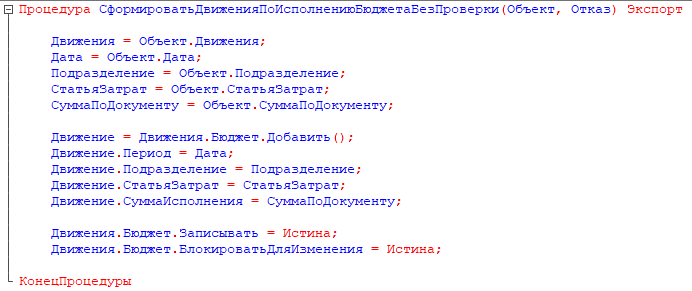 Процедура СформироватьДвиженияПоИсполнениюБюджетаБезПроверки(Объект, Отказ) Экспорт
Движения = Объект.Движения;
Дата = Объект.Дата;
Подразделение = Объект.Подразделение;
СтатьяЗатрат = Объект.СтатьяЗатрат;
СуммаПоДокументу = Объект.СуммаПоДокументу;
Движение = Движения.Бюджет.Добавить();
Движение.Период = Дата;
Движение.Подразделение = Подразделение;
Движение.СтатьяЗатрат = СтатьяЗатрат;
Движение.СуммаИсполнения = СуммаПоДокументу;
Движения.Бюджет.Записывать = Истина;
Движения.Бюджет.БлокироватьДляИзменения = Истина;
КонецПроцедуры